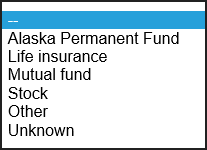 --
Alaska Permanent Fund
Life insurance
Mutual fund
Stock
Other
Unknown